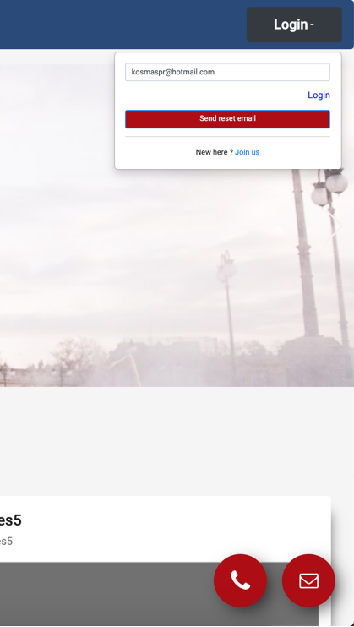 Login
kosmaspr@hotmail.com
Login
Send reset email
New here ? Join us
es5
es5